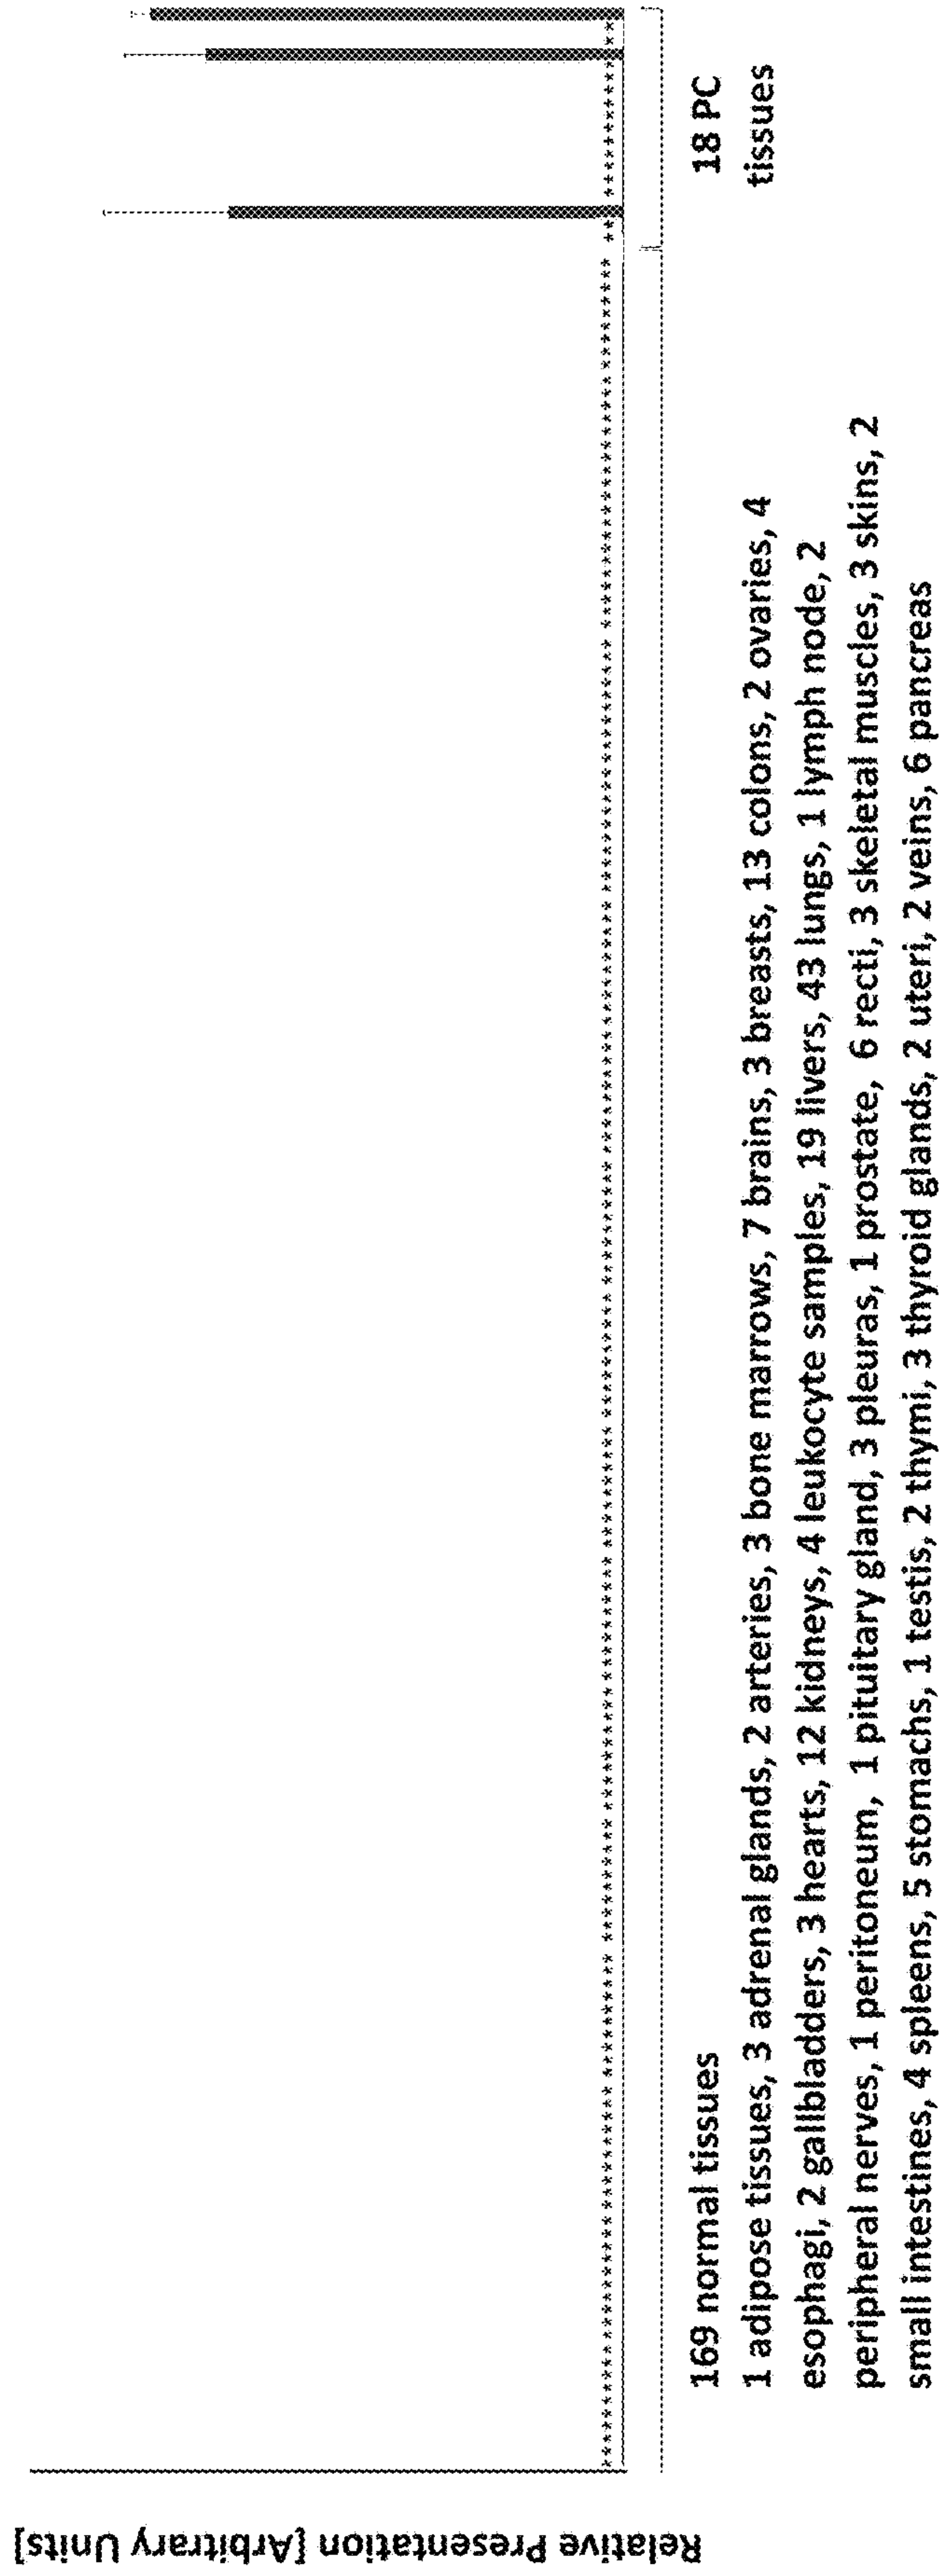 Relative Presentation [Arbitrary Units]
169 normal tissues
1 adipose tissues, 3 adrenal glands, 2 arteries, 3 bone marrows, 7 brains, 3 breasts, 13 colons, 2 ovaries, 4
esophagi, 2 gallbladders, 3 hearts, 12 kidneys, 4 leukocyte samples, 19 livers, 43 lungs, 1 lymph node, 2
peripheral nerves, 1 peritoneum, 1 pituitary gland, 3 pleuras, 1 prostate, 6 recti, 3 skeletal muscles, 3 skins, 2
small intestines, 4 spleens, 5 stomachs, 1 testis, 2 thymi, 3 thyroid glands, 2 uteri, 2 veins, 6 pancreas
18 PC
tissues